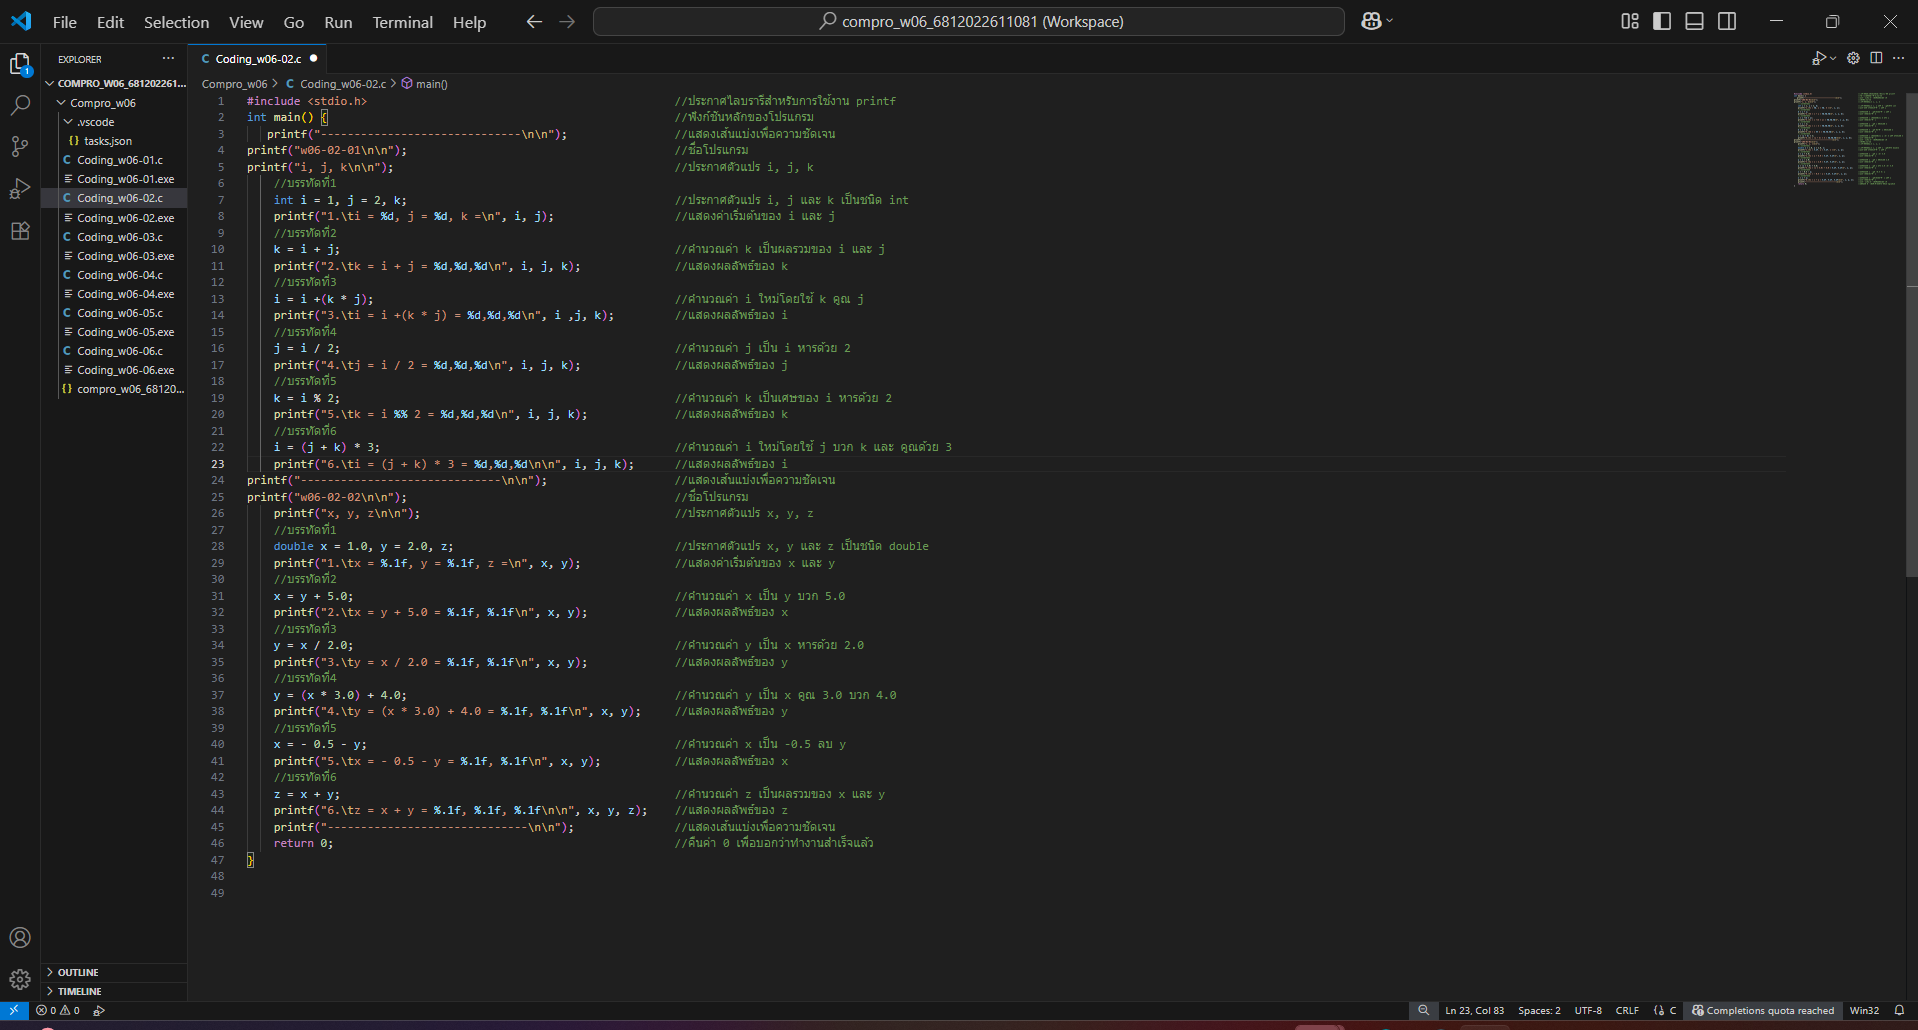 File Edit Selection View Go Run Terminal Help
compro_w06_6812022611081 (Workspace)
EXPLORER
COMPRO_W06_681202261...
Compro_w06
.vscode
tasks.json
Coding_w06-01.c
Coding_w06-01.exe
Coding_w06-02.c
Coding_w06-02.exe
Coding_w06-03.c
Coding_w06-03.exe
Coding_w06-04.c
Coding_w06-04.exe
Coding_w06-05.c
Coding_w06-05.exe
Coding_w06-06.c
Coding_w06-06.exe
compro_w06_68120...
OUTLINE
TIMELINE
Coding_w06-02.c
Compro_w06 > C Coding_w06-02.c > main()
1 #include <stdio.h> //ประกาศไลบรารีสำหรับการใช้งาน printf
2 int main() { //ฟังก์ชันหลักของโปรแกรม
3 printf("------------------------------\n\n"); //แสดงเส้นแบ่งเพื่อความชัดเจน
4 printf("w06-02-01\n\n"); //ชื่อโปรแกรม
5 printf("i, j, k\n\n"); //ประกาศตัวแปร i, j, k
6 //บรรทัดที่1
7 int i = 1, j = 2, k; //ประกาศตัวแปร i, j และ k เป็นชนิด int
8 printf("1.\ti = %d, j = %d, k =\n", i, j); //แสดงค่าเริ่มต้นของ i และ j
9 //บรรทัดที่2
10 k = i + j; //คำนวณค่า k เป็นผลรวมของ i และ j
11 printf("2.\tk = i + j = %d,%d,%d\n", i, j, k); //แสดงผลลัพธ์ของ k
12 //บรรทัดที่3
13 i = i +(k * j); //คำนวณค่า i ใหม่โดยใช้ k คูณ j
14 printf("3.\ti = i +(k * j) = %d,%d,%d\n", i ,j, k); //แสดงผลลัพธ์ของ i
15 //บรรทัดที่4
16 j = i / 2; //คำนวณค่า j เป็น i หารด้วย 2
17 printf("4.\tj = i / 2 = %d,%d,%d\n", i, j, k); //แสดงผลลัพธ์ของ j
18 //บรรทัดที่5
19 k = i % 2; //คำนวณค่า k เป็นเศษของ i หารด้วย 2
20 printf("5.\tk = i %% 2 = %d,%d,%d\n", i, j, k); //แสดงผลลัพธ์ของ k
21 //บรรทัดที่6
22 i = (j + k) * 3; //คำนวณค่า i ใหม่โดยใช้ j บวก k และ คูณด้วย 3
23 printf("6.\ti = (j + k) * 3 = %d,%d,%d\n\n", i, j, k); //แสดงผลลัพธ์ของ i
24 printf("------------------------------\n\n"); //แสดงเส้นแบ่งเพื่อความชัดเจน
25 printf("w06-02-02\n\n"); //ชื่อโปรแกรม
26 printf("x, y, z\n\n"); //ประกาศตัวแปร x, y, z
27 //บรรทัดที่1
28 double x = 1.0, y = 2.0, z; //ประกาศตัวแปร x, y และ z เป็นชนิด double
29 printf("1.\tx = %.1f, y = %.1f, z =\n", x, y); //แสดงค่าเริ่มต้นของ x และ y
30 //บรรทัดที่2
31 x = y + 5.0; //คำนวณค่า x เป็น y บวก 5.0
32 printf("2.\tx = y + 5.0 = %.1f, %.1f\n", x, y); //แสดงผลลัพธ์ของ x
33 //บรรทัดที่3
34 y = x / 2.0; //คำนวณค่า y เป็น x หารด้วย 2.0
35 printf("3.\ty = x / 2.0 = %.1f, %.1f\n", x, y); //แสดงผลลัพธ์ของ y
36 //บรรทัดที่4
37 y = (x * 3.0) + 4.0; //คำนวณค่า y เป็น x คูณ 3.0 บวก 4.0
38 printf("4.\ty = (x * 3.0) + 4.0 = %.1f, %.1f\n", x, y); //แสดงผลลัพธ์ของ y
39 //บรรทัดที่5
40 x = - 0.5 - y; //คำนวณค่า x เป็น -0.5 ลบ y
41 printf("5.\tx = - 0.5 - y = %.1f, %.1f\n", x, y); //แสดงผลลัพธ์ของ x
42 //บรรทัดที่6
43 z = x + y; //คำนวณค่า z เป็นผลรวมของ x และ y
44 printf("6.\tz = x + y = %.1f, %.1f, %.1f\n\n", x, y, z); //แสดงผลลัพธ์ของ z
45 printf("------------------------------\n\n"); //แสดงเส้นแบ่งเพื่อความชัดเจน
46 return 0; //คืนค่า 0 เพื่อบอกว่าทำงานสำเร็จแล้ว
47 }
48
49
0 0 Ln 23, Col 83 Spaces: 2 UTF-8 CRLF {} C Completions quota reached Win32